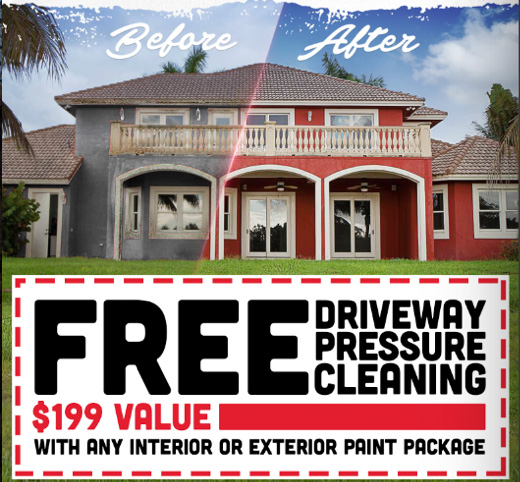 Before After
FREE
DRIVEWAY
PRESSURE
CLEANING
$199 VALUE
WITH ANY INTERIOR OR EXTERIOR PAINT PACKAGE